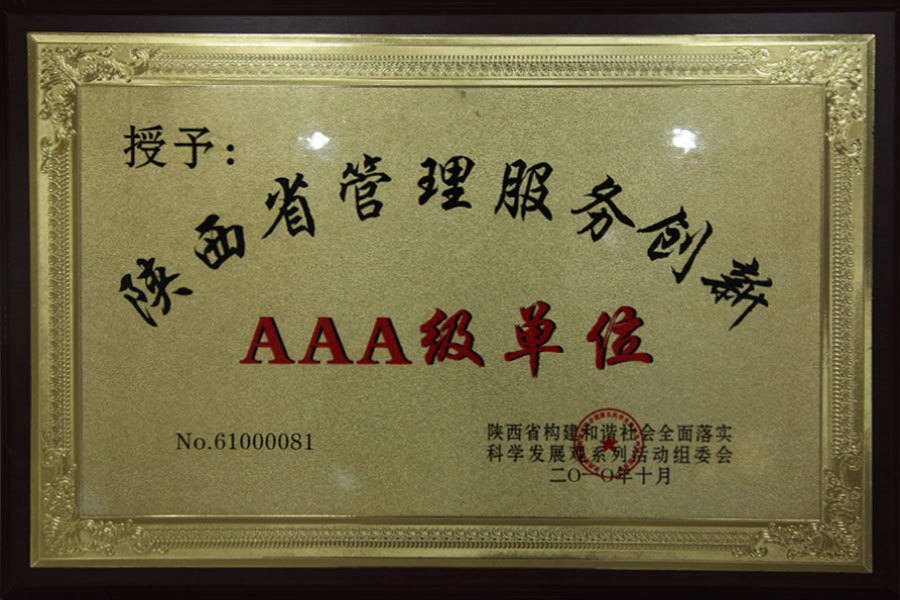 授予：
陕西省管理服务创新
AAA级单位
No.61000081
陕西省构建和谐社会全面落实
科学发展观系列活动组委会
二〇一〇年十月